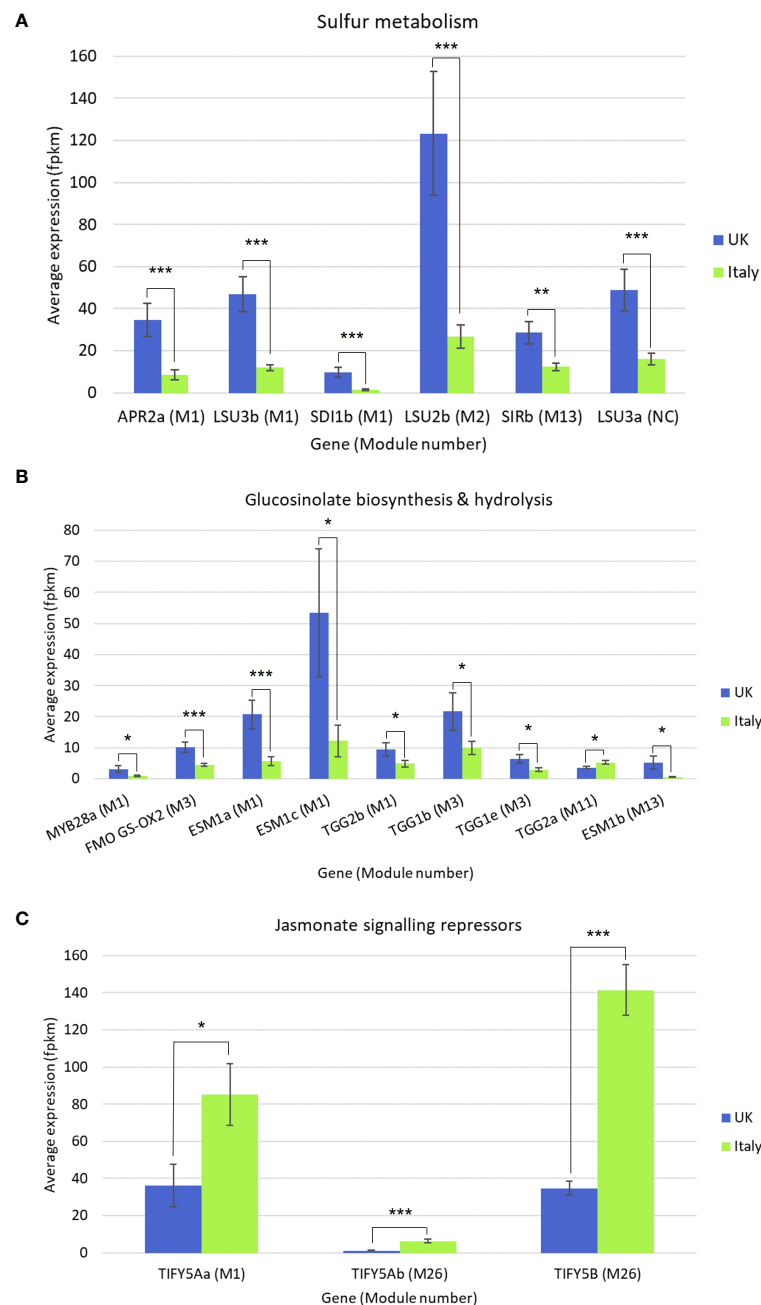 A
Sulfur metabolism
Average expression (fpkm)
160
140
120
100
80
60
40
20
0
***
***
***
***
**
***
APR2a (M1)
LSU3b (M1)
SDI1b (M1)
LSU2b (M2)
SIRb (M13)
LSU3a (NC)
Gene (Module number)
UK
Italy
B
Glucosinolate biosynthesis & hydrolysis
Average expression (fpkm)
80
70
60
50
40
30
20
10
0
*
***
***
*
*
*
*
*
*
MYB28a (M1)
FMO GS-OX2 (M3)
ESM1a (M1)
ESM1c (M1)
TGG2b (M1)
TGG1b (M3)
TGG1e (M3)
TGG2a (M11)
ESM1b (M13)
Gene (Module number)
UK
Italy
C
Jasmonate signalling repressors
Average expression (fpkm)
160
140
120
100
80
60
40
20
0
*
***
***
TIFY5Aa (M1)
TIFY5Ab (M26)
TIFY5B (M26)
Gene (Module number)
UK
Italy